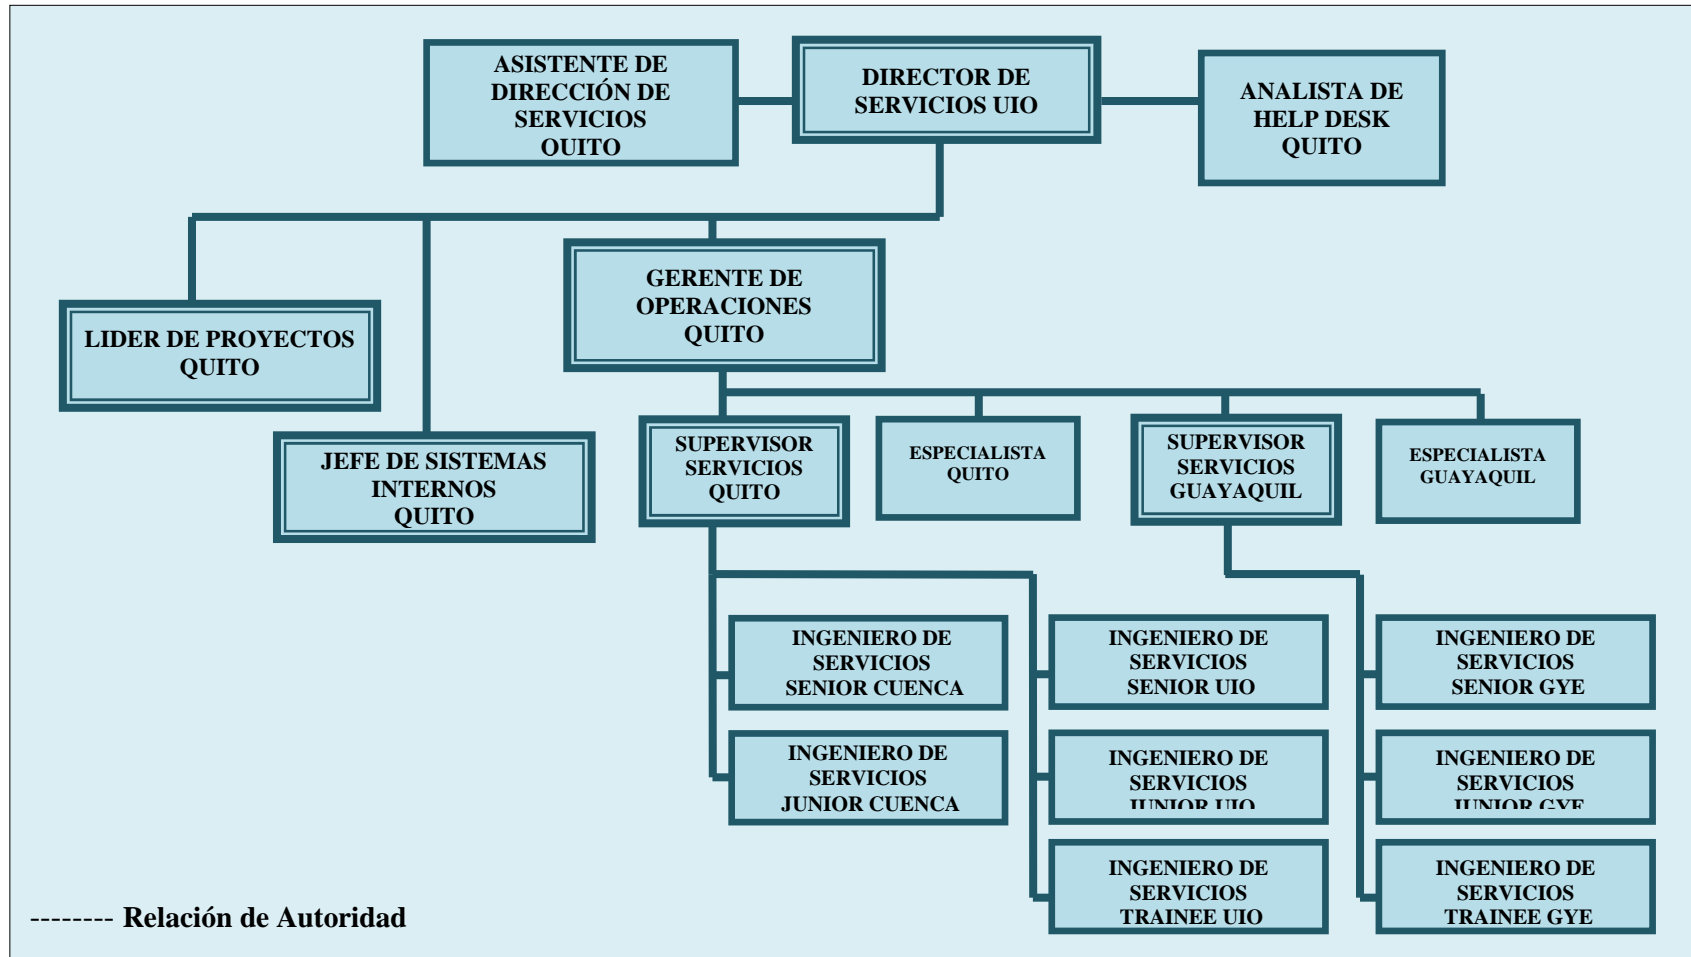 ASISTENTE DE
DIRECCIÓN DE
SERVICIOS
QUITO
DIRECTOR DE
SERVICIOS UIO
ANALISTA DE
HELP DESK
QUITO
GERENTE DE
OPERACIONES
QUITO
LIDER DE PROYECTOS
QUITO
JEFE DE SISTEMAS
INTERNOS
QUITO
SUPERVISOR
SERVICIOS
QUITO
ESPECIALISTA
QUITO
SUPERVISOR
SERVICIOS
GUAYAQUIL
ESPECIALISTA
GUAYAQUIL
INGENIERO DE
SERVICIOS
SENIOR CUENCA
INGENIERO DE
SERVICIOS
SENIOR UIO
INGENIERO DE
SERVICIOS
SENIOR GYE
INGENIERO DE
SERVICIOS
JUNIOR CUENCA
INGENIERO DE
SERVICIOS
JUNIOR UIO
INGENIERO DE
SERVICIOS
JUNIOR GYE
INGENIERO DE
SERVICIOS
TRAINEE UIO
INGENIERO DE
SERVICIOS
TRAINEE GYE
-------- Relación de Autoridad